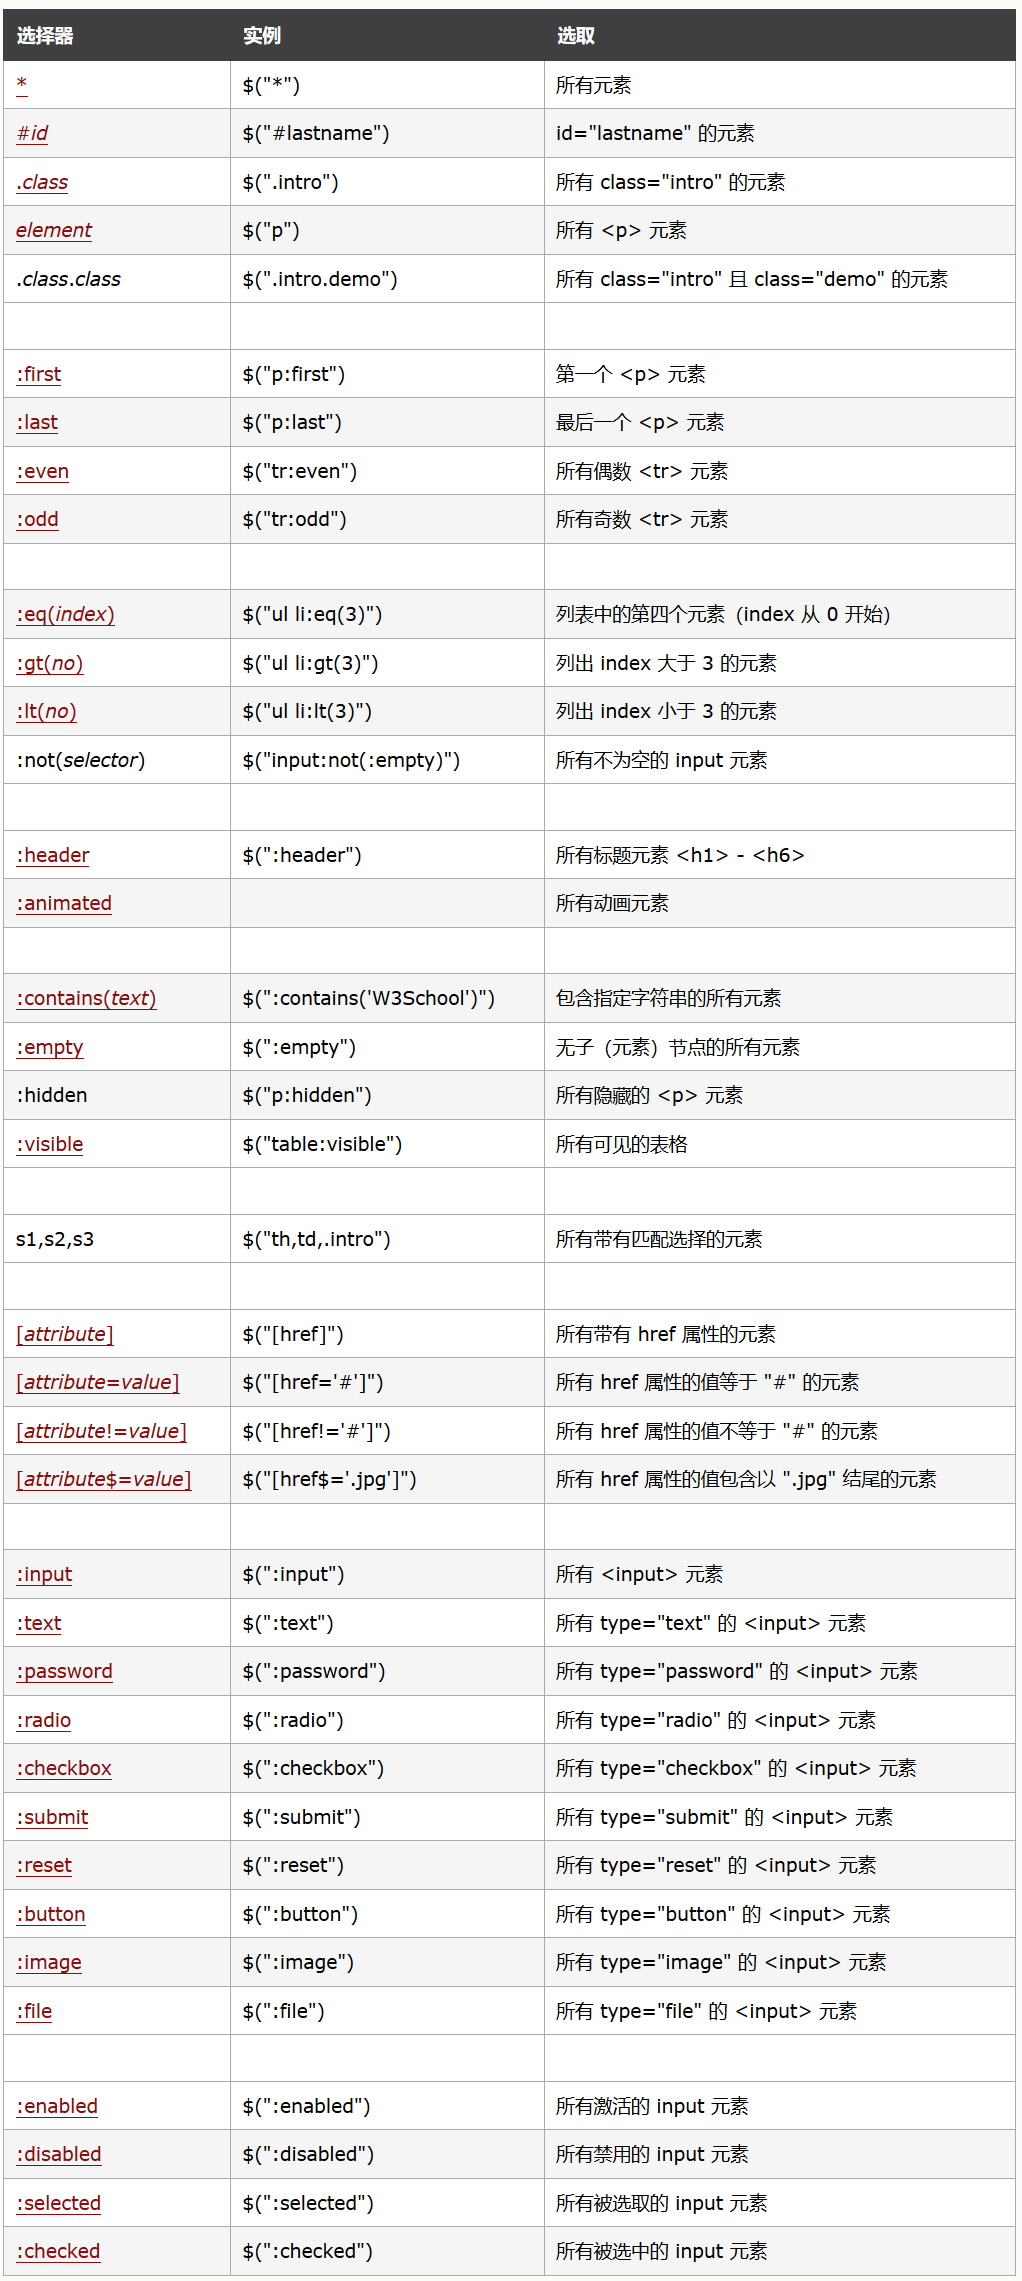 选择器 实例 选取
* $("*") 所有元素
#id $("#lastname") id="lastname" 的元素
.class $(".intro") 所有 class="intro" 的元素
element $("p") 所有 <p> 元素
.class.class $(".intro.demo") 所有 class="intro" 且 class="demo" 的元素
:first $("p:first") 第一个 <p> 元素
:last $("p:last") 最后一个 <p> 元素
:even $("tr:even") 所有偶数 <tr> 元素
:odd $("tr:odd") 所有奇数 <tr> 元素
:eq(index) $("ul li:eq(3)") 列表中的第四个元素（index 从 0 开始）
:gt(no) $("ul li:gt(3)") 列出 index 大于 3 的元素
:lt(no) $("ul li:lt(3)") 列出 index 小于 3 的元素
:not(selector) $("input:not(:empty)") 所有不为空的 input 元素
:header $(":header") 所有标题元素 <h1> - <h6>
:animated 所有动画元素
:contains(text) $(":contains('W3School')") 包含指定字符串的所有元素
:empty $(":empty") 无子（元素）节点的所有元素
:hidden $("p:hidden") 所有隐藏的 <p> 元素
:visible $("table:visible") 所有可见的表格
s1,s2,s3 $("th,td,.intro") 所有带有匹配选择的元素
[attribute] $("[href]") 所有带有 href 属性的元素
[attribute=value] $("[href='#']") 所有 href 属性的值等于 "#" 的元素
[attribute!=value] $("[href!='#']") 所有 href 属性的值不等于 "#" 的元素
[attribute$=value] $("[href$='.jpg']") 所有 href 属性的值包含以 ".jpg" 结尾的元素
:input $(":input") 所有 <input> 元素
:text $(":text") 所有 type="text" 的 <input> 元素
:password $(":password") 所有 type="password" 的 <input> 元素
:radio $(":radio") 所有 type="radio" 的 <input> 元素
:checkbox $(":checkbox") 所有 type="checkbox" 的 <input> 元素
:submit $(":submit") 所有 type="submit" 的 <input> 元素
:reset $(":reset") 所有 type="reset" 的 <input> 元素
:button $(":button") 所有 type="button" 的 <input> 元素
:image $(":image") 所有 type="image" 的 <input> 元素
:file $(":file") 所有 type="file" 的 <input> 元素
:enabled $(":enabled") 所有激活的 input 元素
:disabled $(":disabled") 所有禁用的 input 元素
:selected $(":selected") 所有被选取的 input 元素
:checked $(":checked") 所有被选中的 input 元素